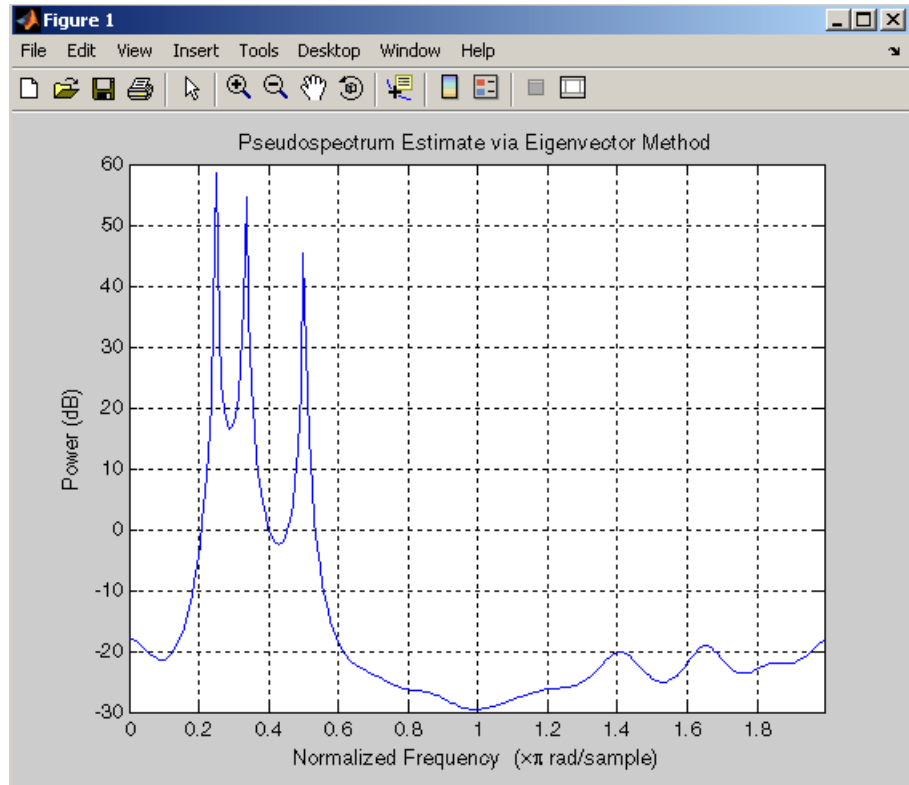 Figure 1
File Edit View Insert Tools Desktop Window Help
Pseudospectrum Estimate via Eigenvector Method
60
50
40
30
20
10
0
-10
-20
-30
Power (dB)
0 0.2 0.4 0.6 0.8 1 1.2 1.4 1.6 1.8
Normalized Frequency (×π rad/sample)